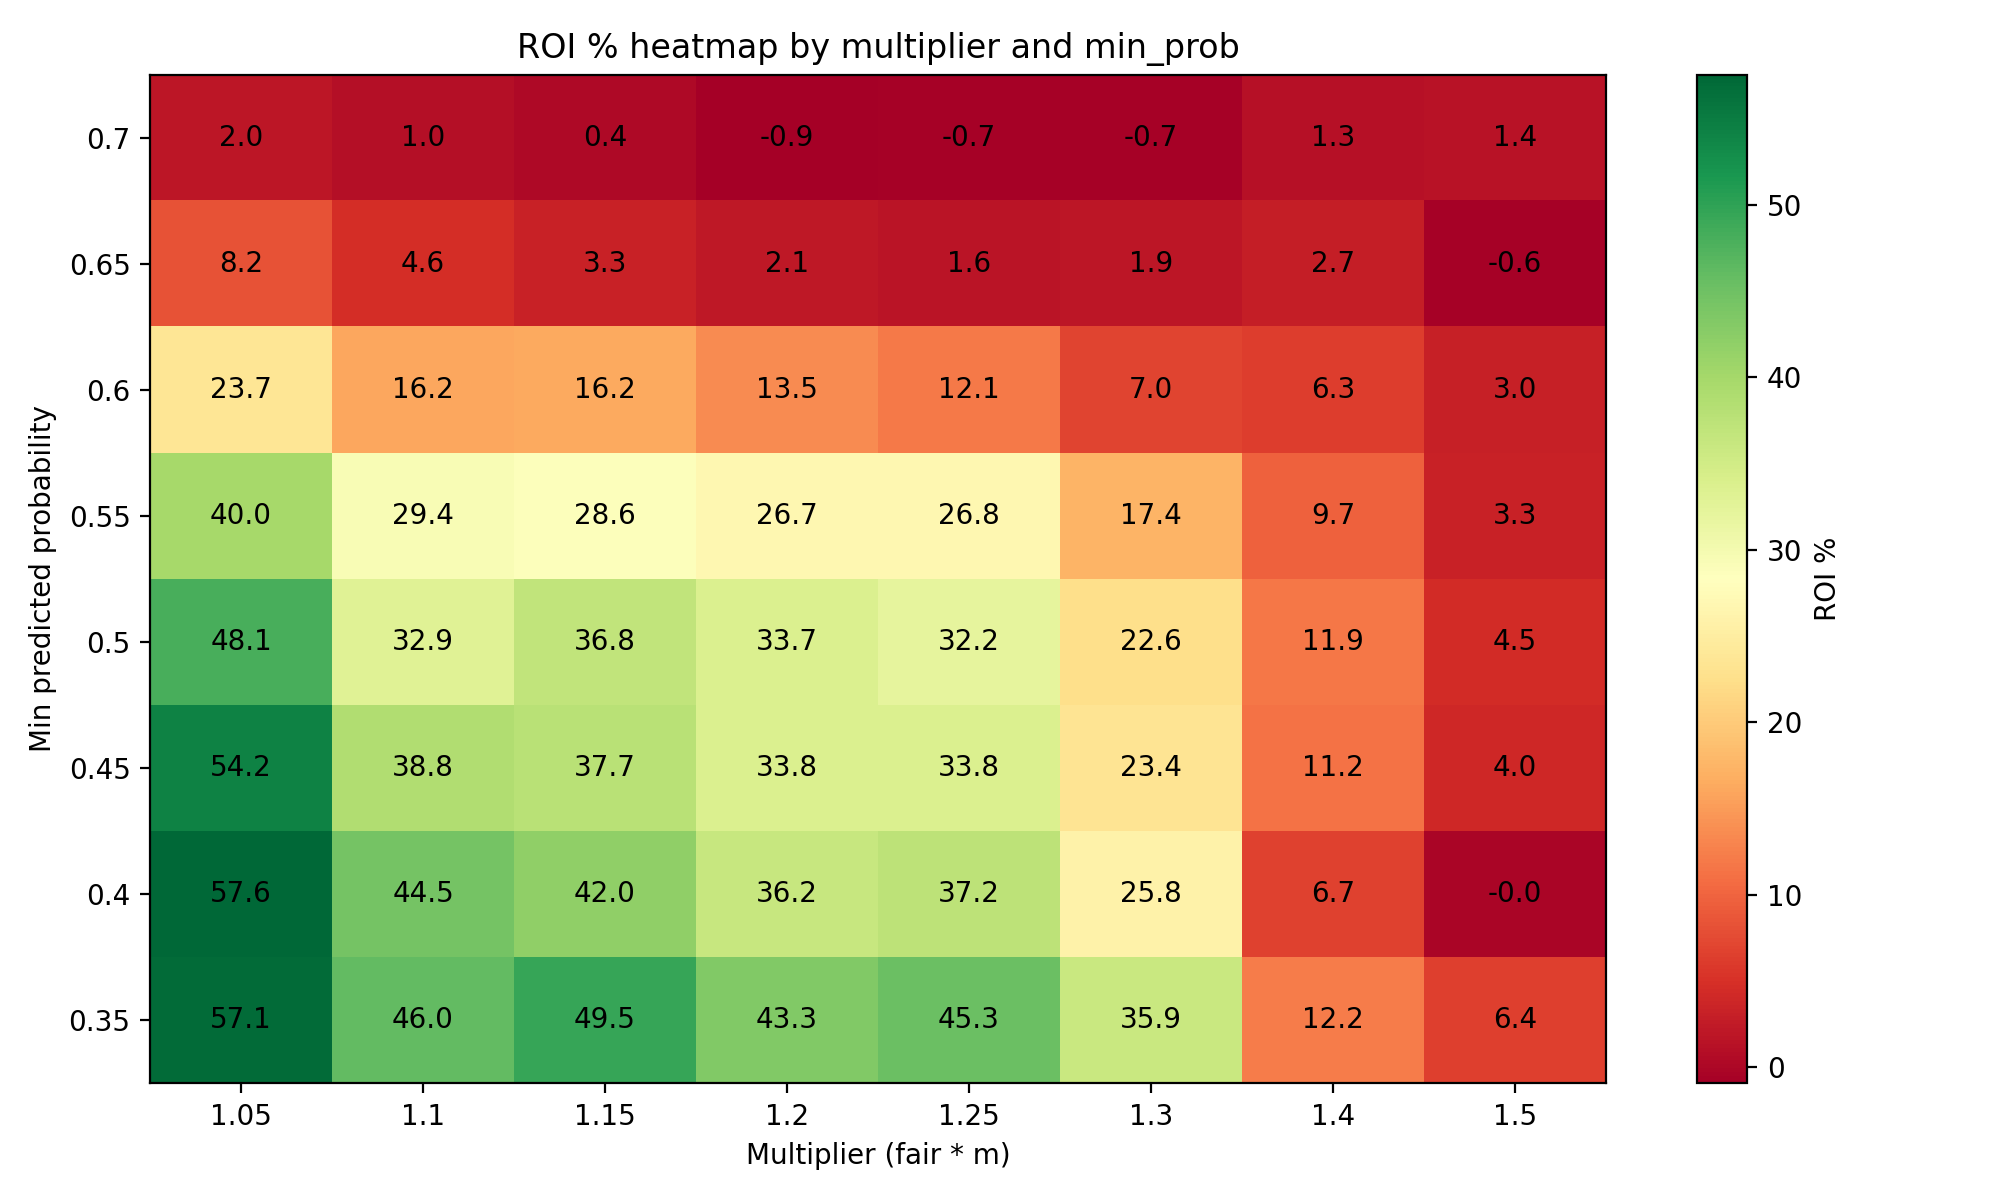 ROI % heatmap by multiplier and min_prob
0.7 2.0 1.0 0.4 -0.9 -0.7 -0.7 1.3 1.4
0.65 8.2 4.6 3.3 2.1 1.6 1.9 2.7 -0.6
0.6 23.7 16.2 16.2 13.5 12.1 7.0 6.3 3.0
0.55 40.0 29.4 28.6 26.7 26.8 17.4 9.7 3.3
0.5 48.1 32.9 36.8 33.7 32.2 22.6 11.9 4.5
0.45 54.2 38.8 37.7 33.8 33.8 23.4 11.2 4.0
0.4 57.6 44.5 42.0 36.2 37.2 25.8 6.7 -0.0
0.35 57.1 46.0 49.5 43.3 45.3 35.9 12.2 6.4
1.05 1.1 1.15 1.2 1.25 1.3 1.4 1.5
Multiplier (fair * m)
Min predicted probability
50
40
30
20
10
0
ROI %